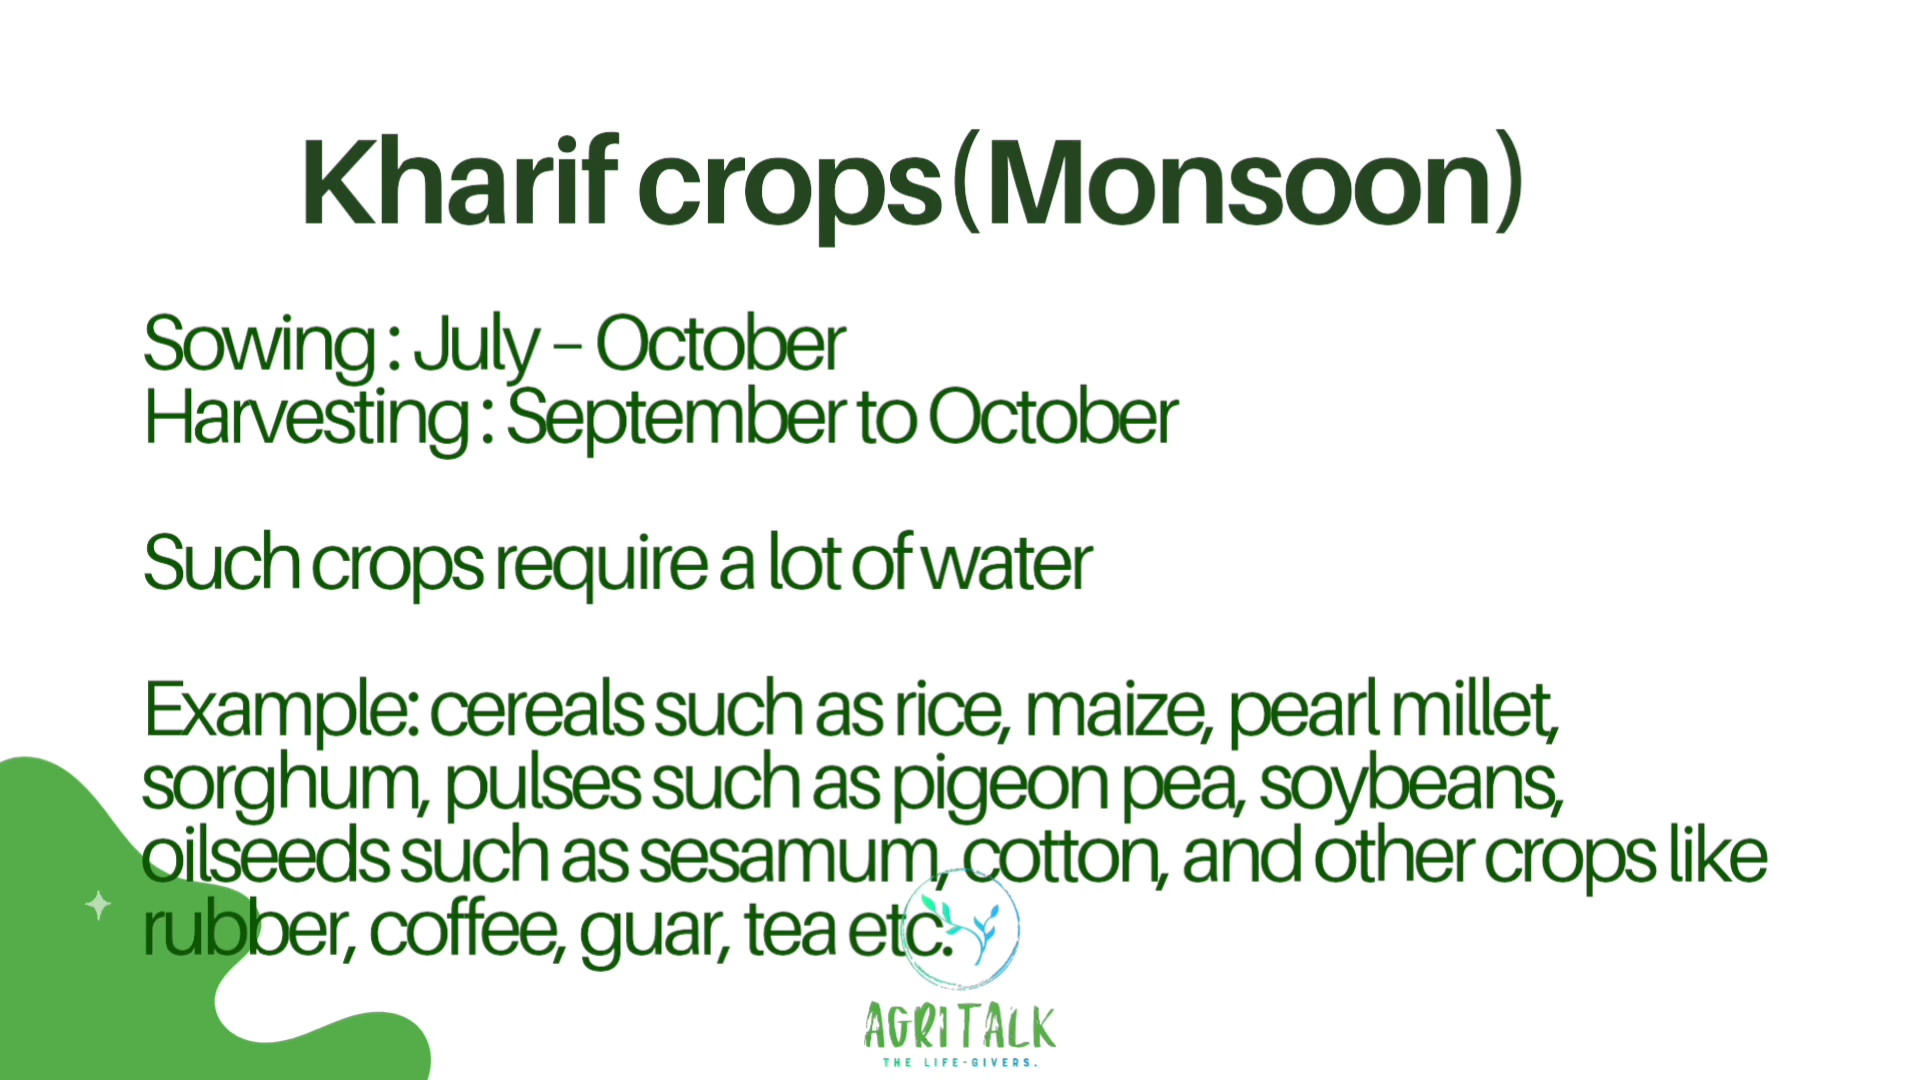 Kharif crops(Monsoon)
Sowing : July – October
Harvesting : September to October
Such crops require a lot of water
Example: cereals such as rice, maize, pearl millet,
sorghum, pulses such as pigeon pea, soybeans,
oilseeds such as sesamum, cotton, and other crops like
rubber, coffee, guar, tea etc.
AGRITALK
THE LIFE-GIVERS.